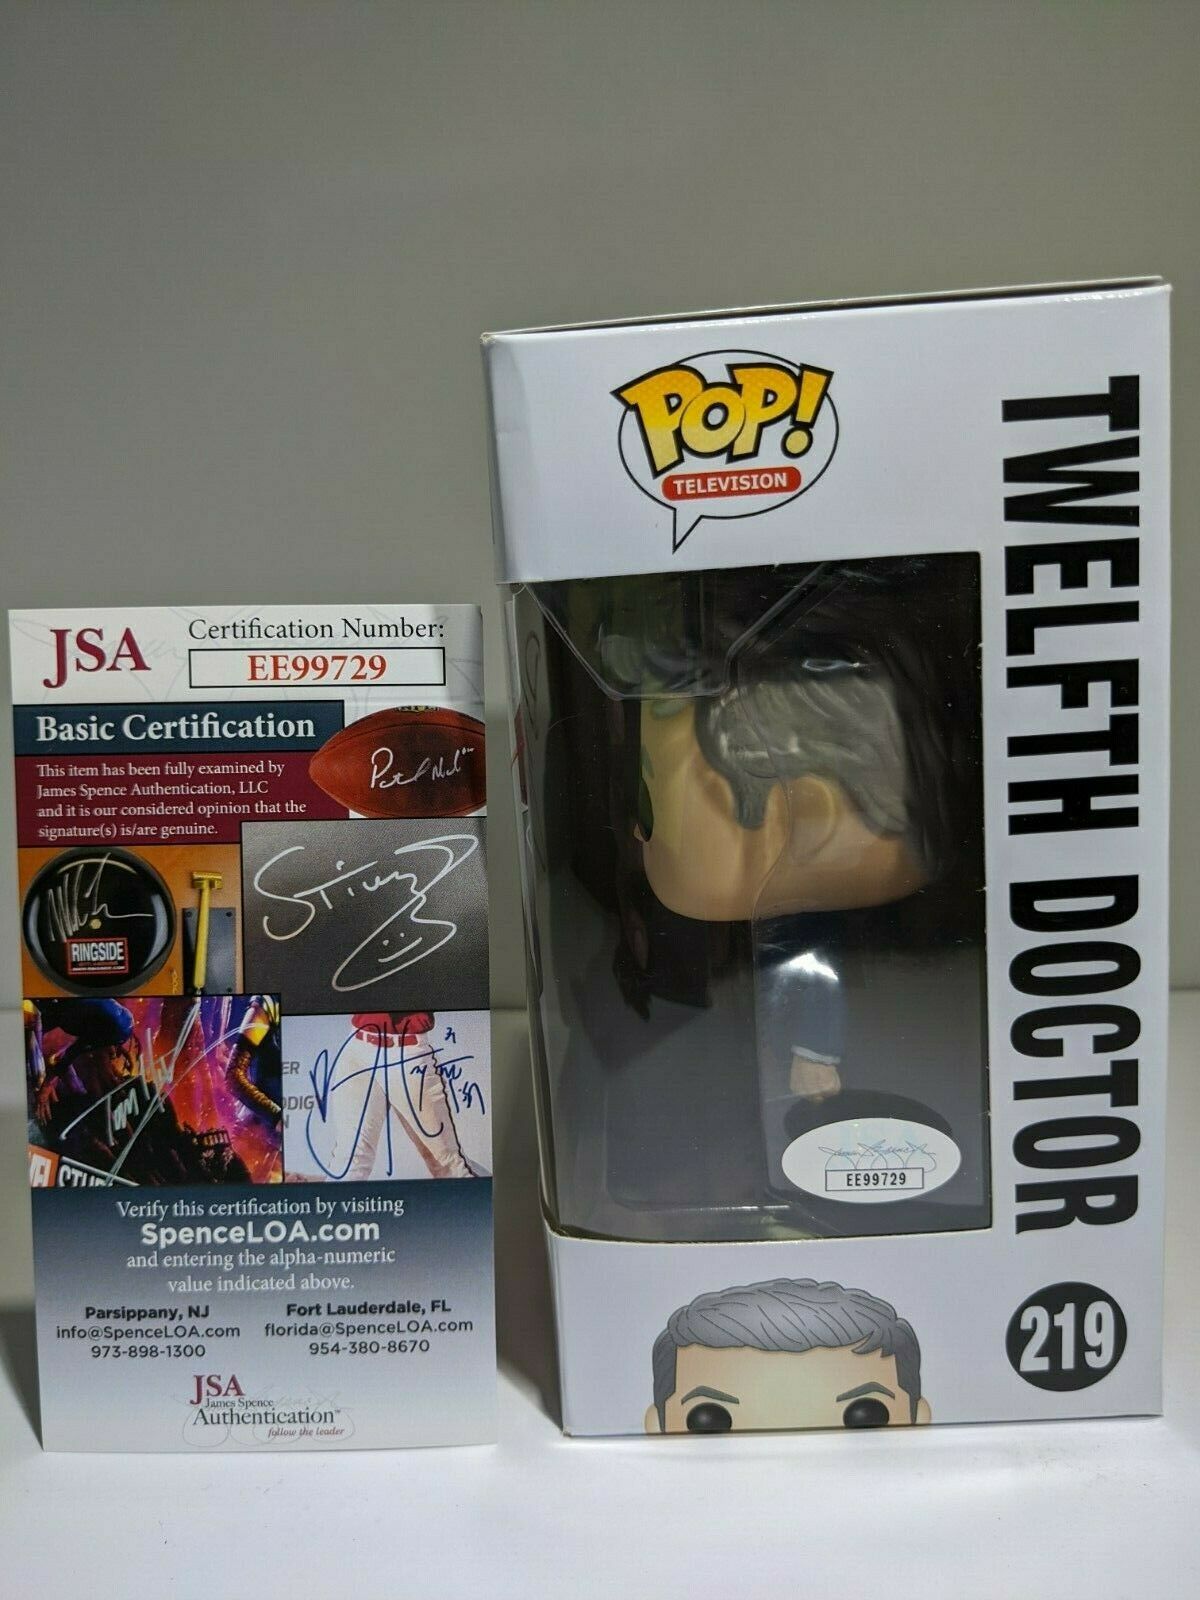 JSA
Certification Number:
EE99729
Basic Certification
This item has been fully examined by
James Spence Authentication, LLC
and it is our considered opinion that the
signature(s) is/are genuine.
RINGSIDE
Verify this certification by visiting
SpenceLOA.com
and entering the alpha-numeric
value indicated above.
Parsippany, NJ
info@SpenceLOA.com
973-898-1300
Fort Lauderdale, FL
florida@SpenceLOA.com
954-380-8670
JSA
James Spence
Authentication™
follow the leader
POP!
TELEVISION
TWELFTH DOCTOR
EE99729
219